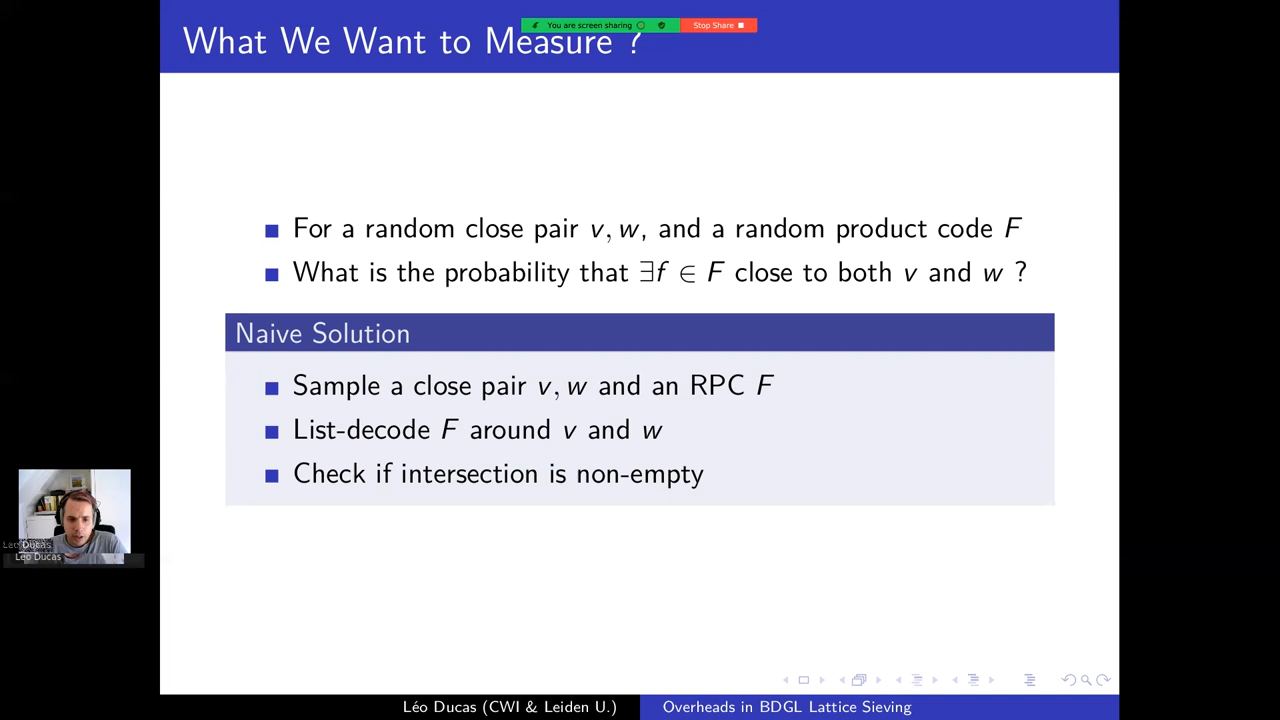 You are screen sharing
Stop Share
What We Want to Measure ?
For a random close pair v, w, and a random product code F
What is the probability that ∃f ∈ F close to both v and w ?
Naive Solution
Sample a close pair v, w and an RPC F
List-decode F around v and w
Check if intersection is non-empty
Léo Ducas
Léo Ducas (CWI & Leiden U.)
Overheads in BDGL Lattice Sieving